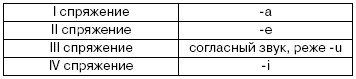 I спряжение -a
II спряжение -e
III спряжение согласный звук, реже -u
IV спряжение -i